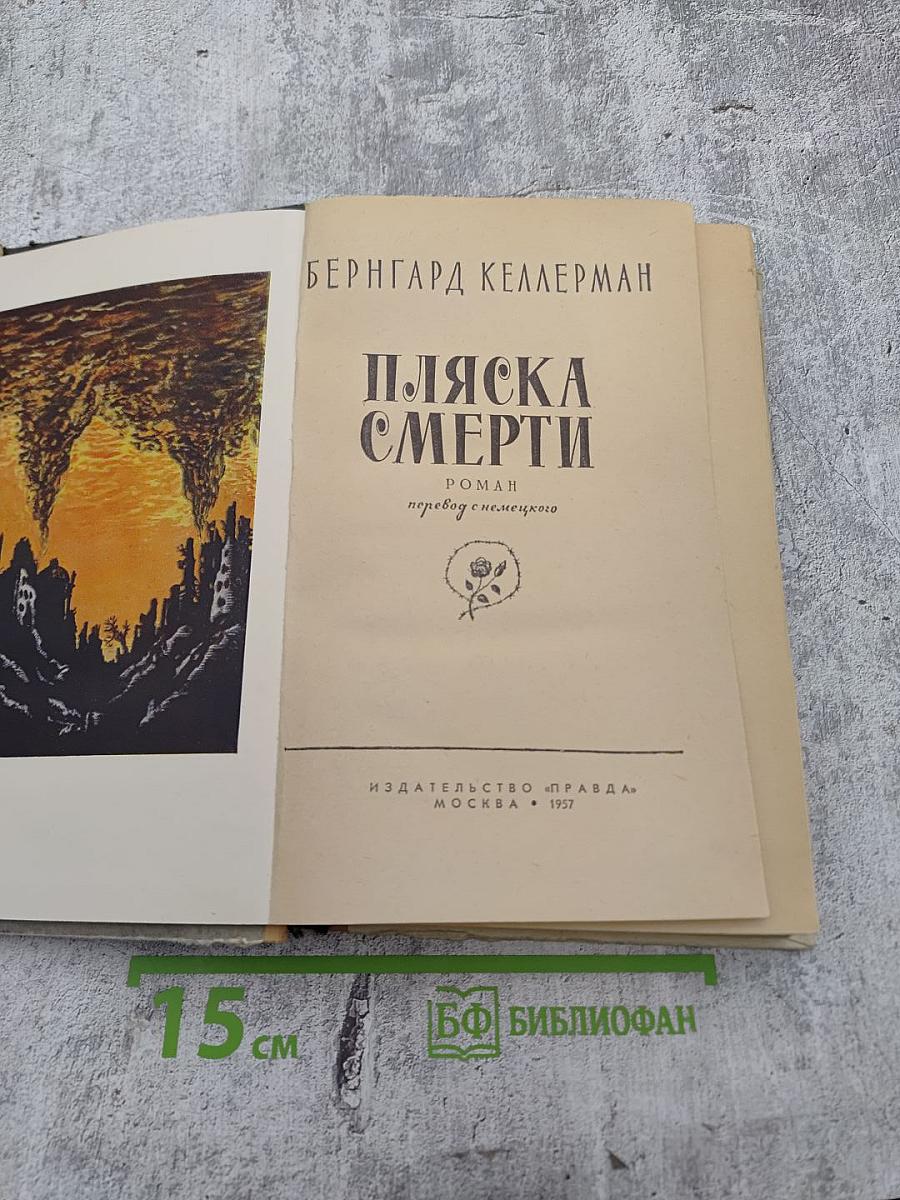 БЕРНГАРД КЕЛЛЕРМАН
ПЛЯСКА
СМЕРТИ
РОМАН
перевод с немецкого
ИЗДАТЕЛЬСТВО «ПРАВДА»
МОСКВА • 1957
15 см
БФ БИБЛИОФАН